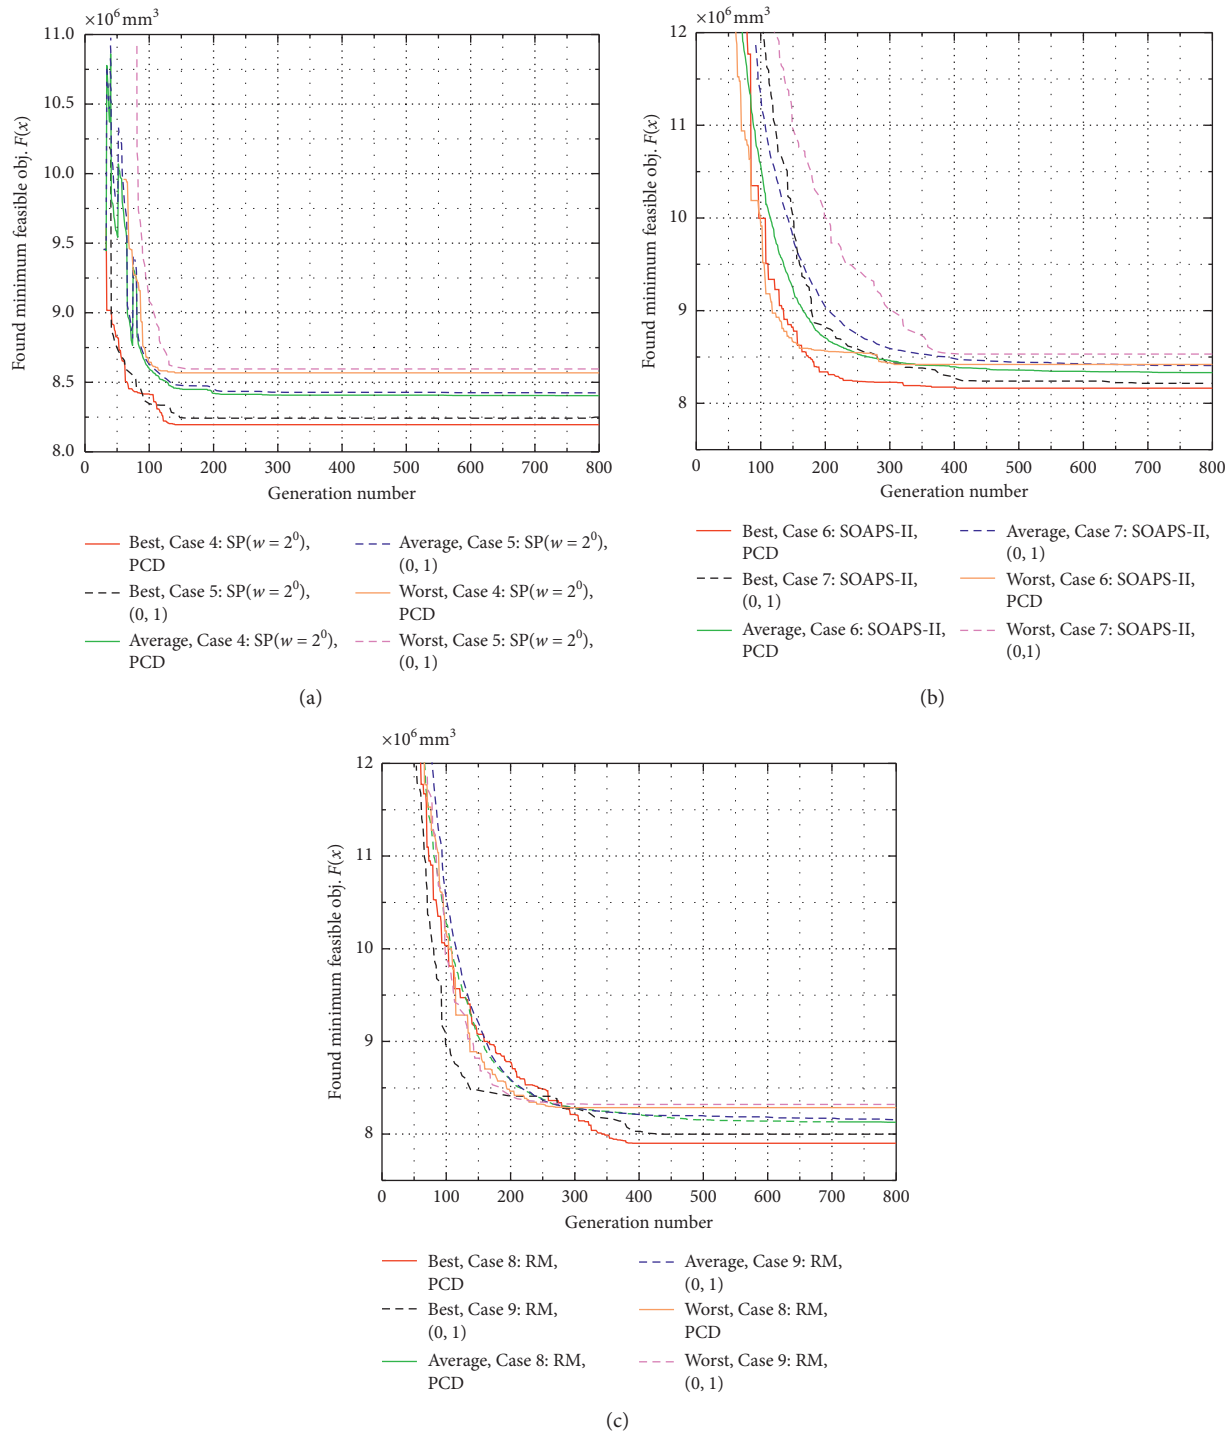 ×10⁶ mm³
11.0
10.5
10.0
9.5
9.0
8.5
8.0
Found minimum feasible obj. F(x)
0 100 200 300 400 500 600 700 800
Generation number
Best, Case 4: SP(w = 2⁰),
PCD
Best, Case 5: SP(w = 2⁰),
(0, 1)
Average, Case 4: SP(w = 2⁰),
PCD
Average, Case 5: SP(w = 2⁰),
(0, 1)
Worst, Case 4: SP(w = 2⁰),
PCD
Worst, Case 5: SP(w = 2⁰),
(0, 1)
(a)
×10⁶ mm³
12
11
10
9
8
Found minimum feasible obj. F(x)
0 100 200 300 400 500 600 700 800
Generation number
Best, Case 6: SOAPS-II,
PCD
Best, Case 7: SOAPS-II,
(0, 1)
Average, Case 6: SOAPS-II,
PCD
Average, Case 7: SOAPS-II,
(0, 1)
Worst, Case 6: SOAPS-II,
PCD
Worst, Case 7: SOAPS-II,
(0,1)
(b)
×10⁶ mm³
12
11
10
9
8
Found minimum feasible obj. F(x)
0 100 200 300 400 500 600 700 800
Generation number
Best, Case 8: RM,
PCD
Best, Case 9: RM,
(0, 1)
Average, Case 8: RM,
PCD
Average, Case 9: RM,
(0, 1)
Worst, Case 8: RM,
PCD
Worst, Case 9: RM,
(0, 1)
(c)